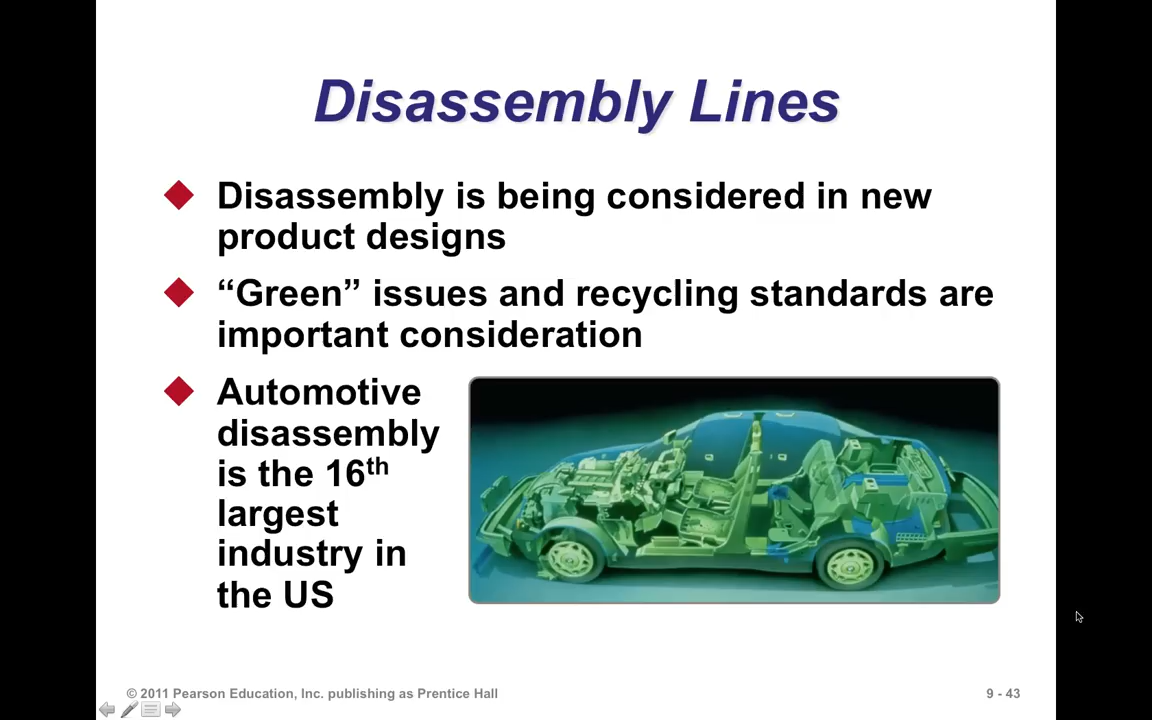 Disassembly Lines
Disassembly is being considered in new
product designs
“Green” issues and recycling standards are
important consideration
Automotive
disassembly
is the 16th
largest
industry in
the US
© 2011 Pearson Education, Inc. publishing as Prentice Hall
9 - 43